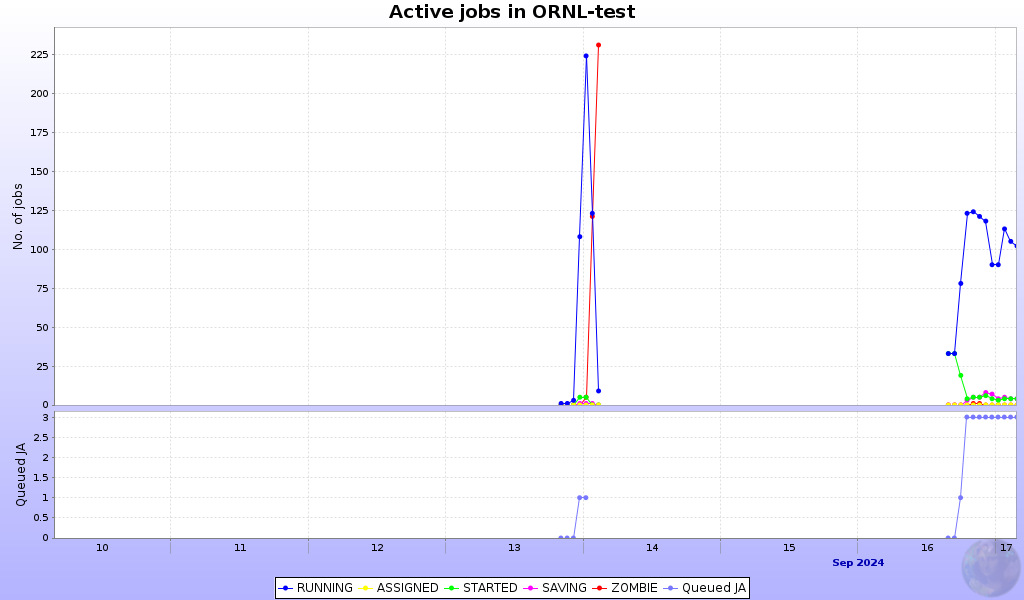 Active jobs in ORNL-test
No. of jobs
225
200
175
150
125
100
75
50
25
0
Queued JA
3
2.5
2
1.5
1
0.5
0
10 11 12 13 14 15 16 17
Sep 2024
RUNNING ASSIGNED STARTED SAVING ZOMBIE Queued JA